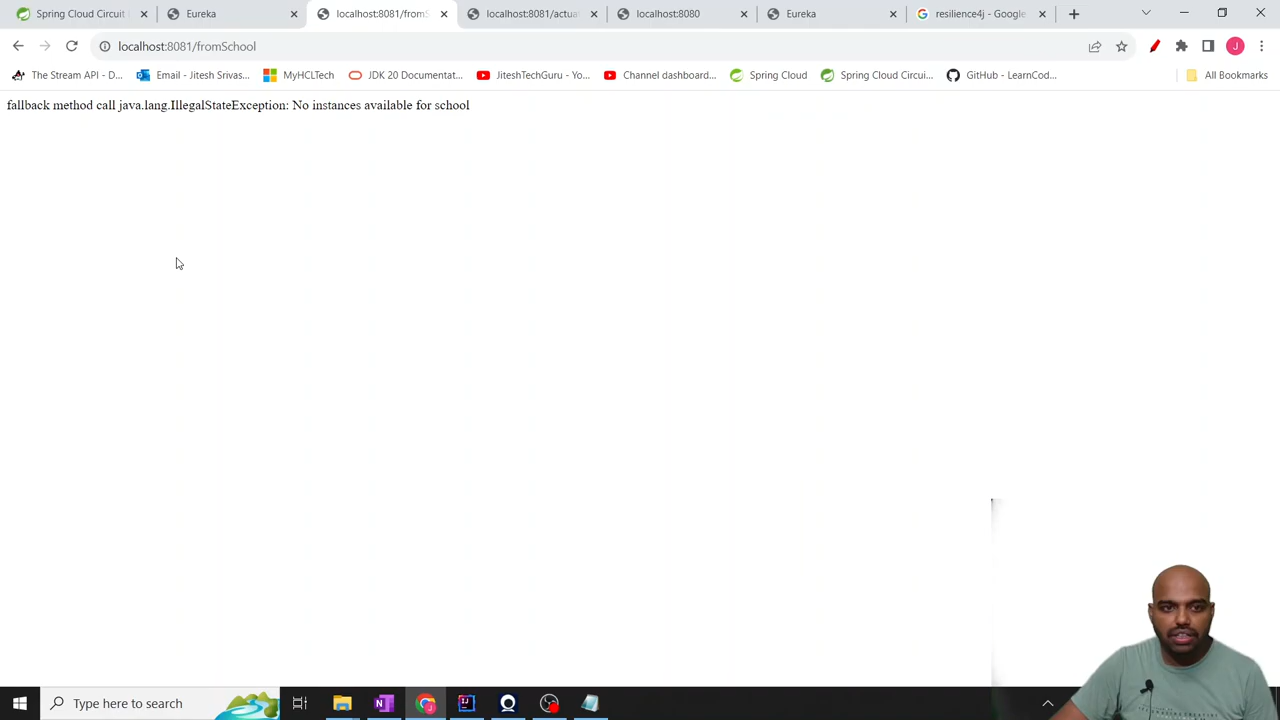 Spring Cloud Circuit
Eureka
localhost:8081/fromS
localhost:8081/actua
localhost:8080
Eureka
resilience4j - Google
localhost:8081/fromSchool
J
The Stream API - D...
Email - Jitesh Srivas...
MyHCLTech
JDK 20 Documentat...
JiteshTechGuru - Yo...
Channel dashboard...
Spring Cloud
Spring Cloud Circui...
GitHub - LearnCod...
All Bookmarks
fallback method call java.lang.IllegalStateException: No instances available for school
Type here to search